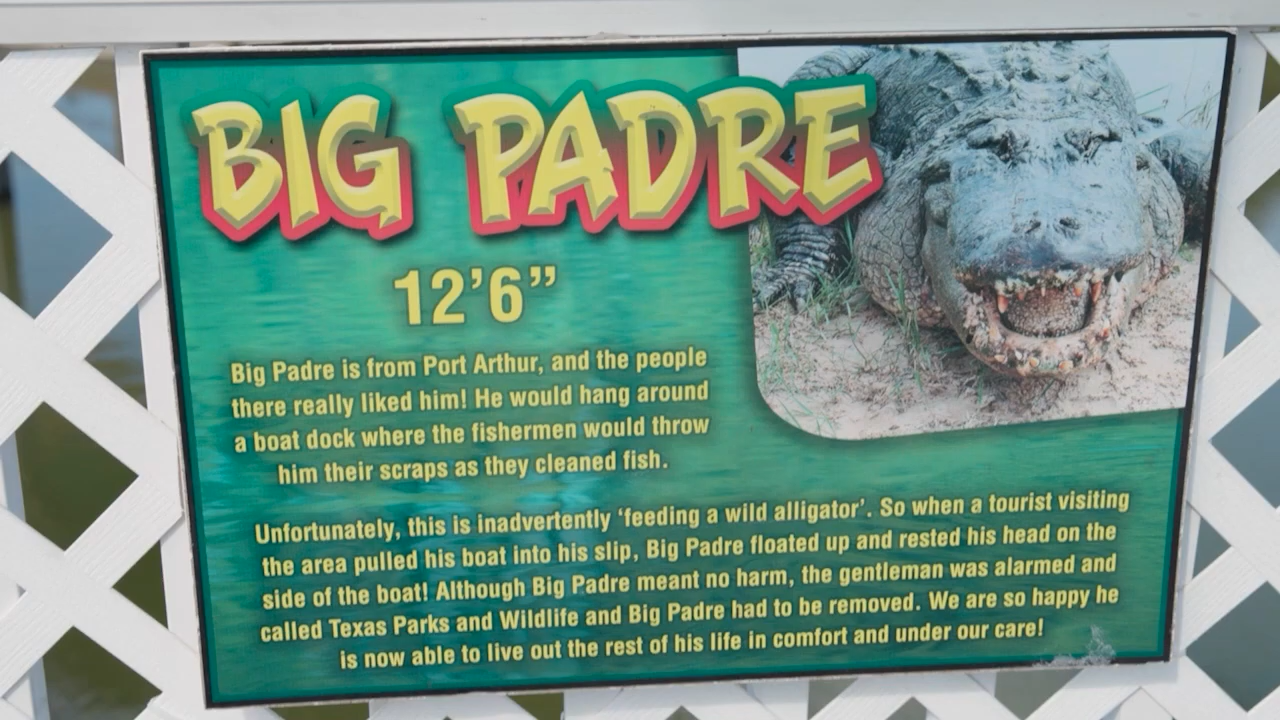 BIG PADRE
12’6”
Big Padre is from Port Arthur, and the people
there really liked him! He would hang around
a boat dock where the fishermen would throw
him their scraps as they cleaned fish.
Unfortunately, this is inadvertently ‘feeding a wild alligator’. So when a tourist visiting
the area pulled his boat into his slip, Big Padre floated up and rested his head on the
side of the boat! Although Big Padre meant no harm, the gentleman was alarmed and
called Texas Parks and Wildlife and Big Padre had to be removed. We are so happy he
is now able to live out the rest of his life in comfort and under our care!